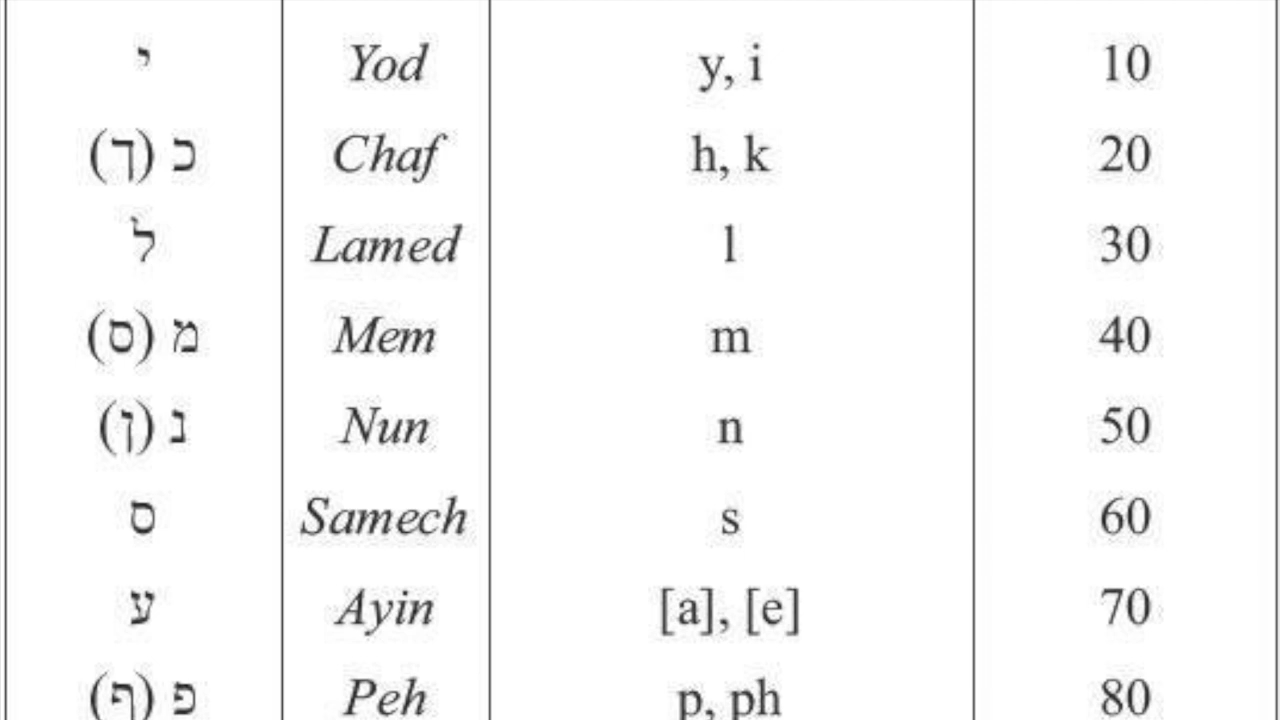 י Yod y, i 10
כ (ך) Chaf h, k 20
ל Lamed l 30
מ (ס) Mem m 40
נ (ן) Nun n 50
ס Samech s 60
ע Ayin [a], [e] 70
פ (ף) Peh p, ph 80